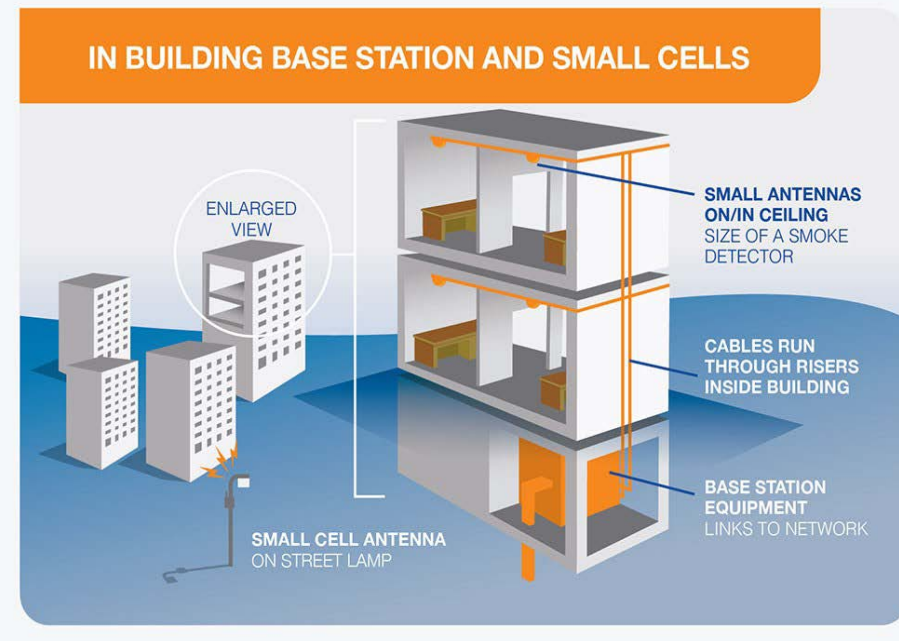 IN BUILDING BASE STATION AND SMALL CELLS
ENLARGED
VIEW
SMALL ANTENNAS
ON/IN CEILING
SIZE OF A SMOKE
DETECTOR
CABLES RUN
THROUGH RISERS
INSIDE BUILDING
BASE STATION
EQUIPMENT
LINKS TO NETWORK
SMALL CELL ANTENNA
ON STREET LAMP